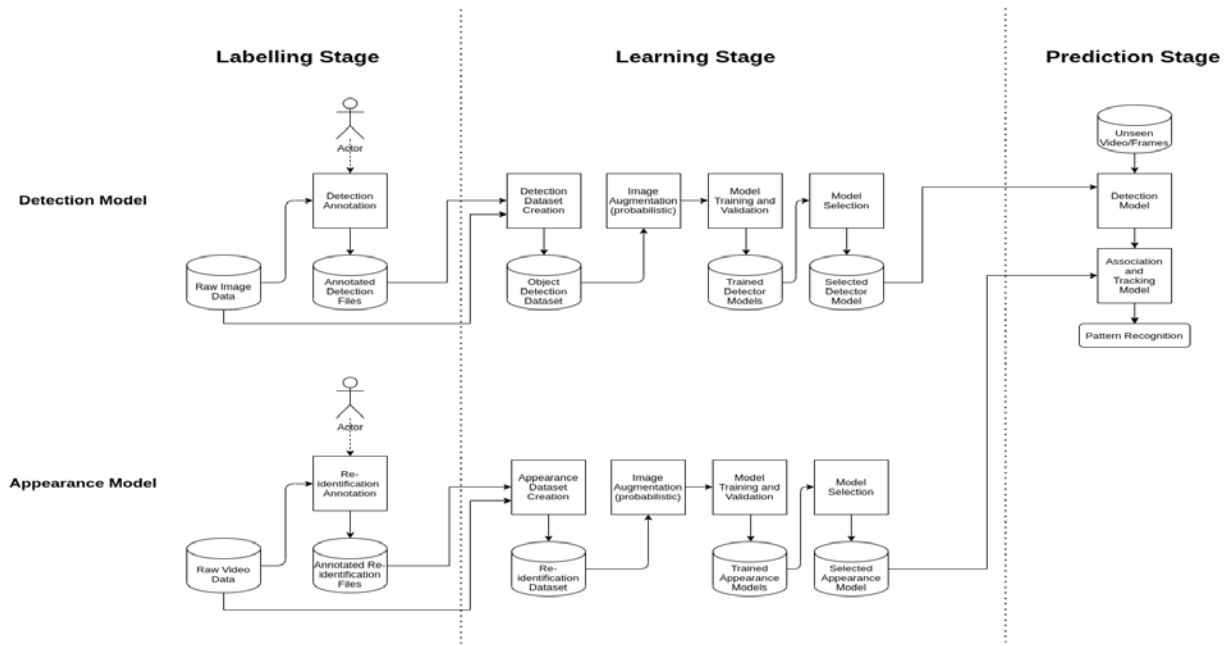 Labelling Stage
Learning Stage
Prediction Stage
Detection Model
Actor
Detection
Annotation
Raw Image
Data
Annotated
Detection
Files
Detection
Dataset
Creation
Object
Detection
Dataset
Image
Augmentation
(probabilistic)
Model
Training and
Validation
Trained
Detector
Models
Model
Selection
Selected
Detector
Model
Unseen
Video/Frames
Detection
Model
Association
and
Tracking
Model
Pattern Recognition
Appearance Model
Actor
Re-
identification
Annotation
Raw Video
Data
Annotated Re-
identification
Files
Appearance
Dataset
Creation
Re-
identification
Dataset
Image
Augmentation
(probabilistic)
Model
Training and
Validation
Trained
Appearance
Models
Model
Selection
Selected
Appearance
Model